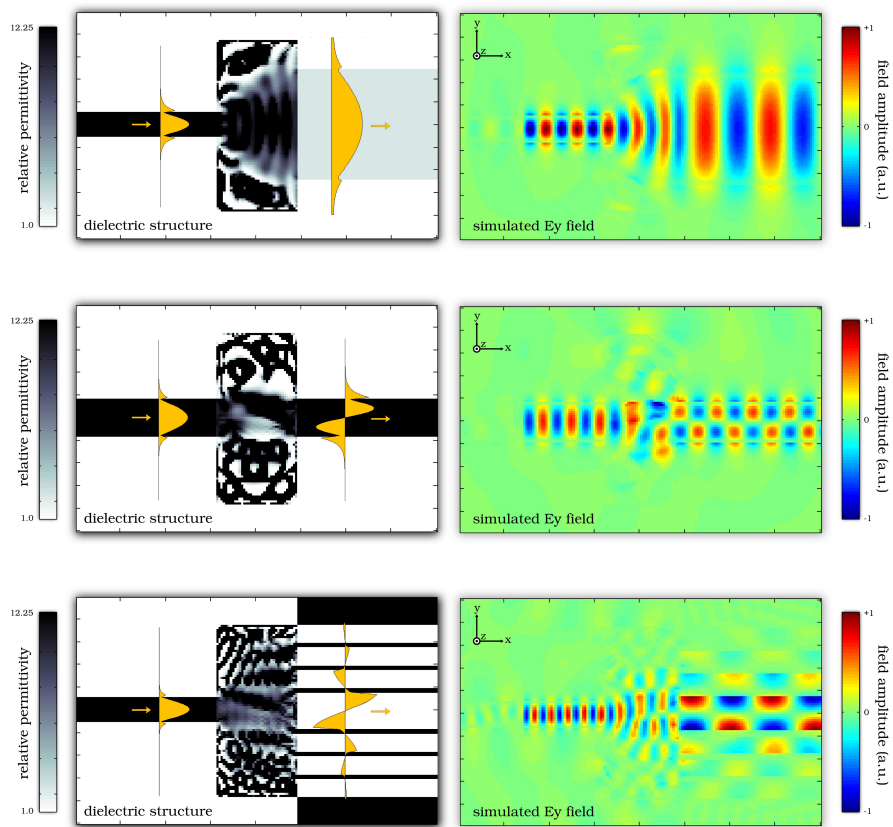 12.25
relative permittivity
1.0
dielectric structure
y
z
x
simulated Ey field
+1
field amplitude (a.u.)
0
-1
12.25
relative permittivity
1.0
dielectric structure
y
z
x
simulated Ey field
+1
field amplitude (a.u.)
0
-1
12.25
relative permittivity
1.0
dielectric structure
y
z
x
simulated Ey field
+1
field amplitude (a.u.)
0
-1